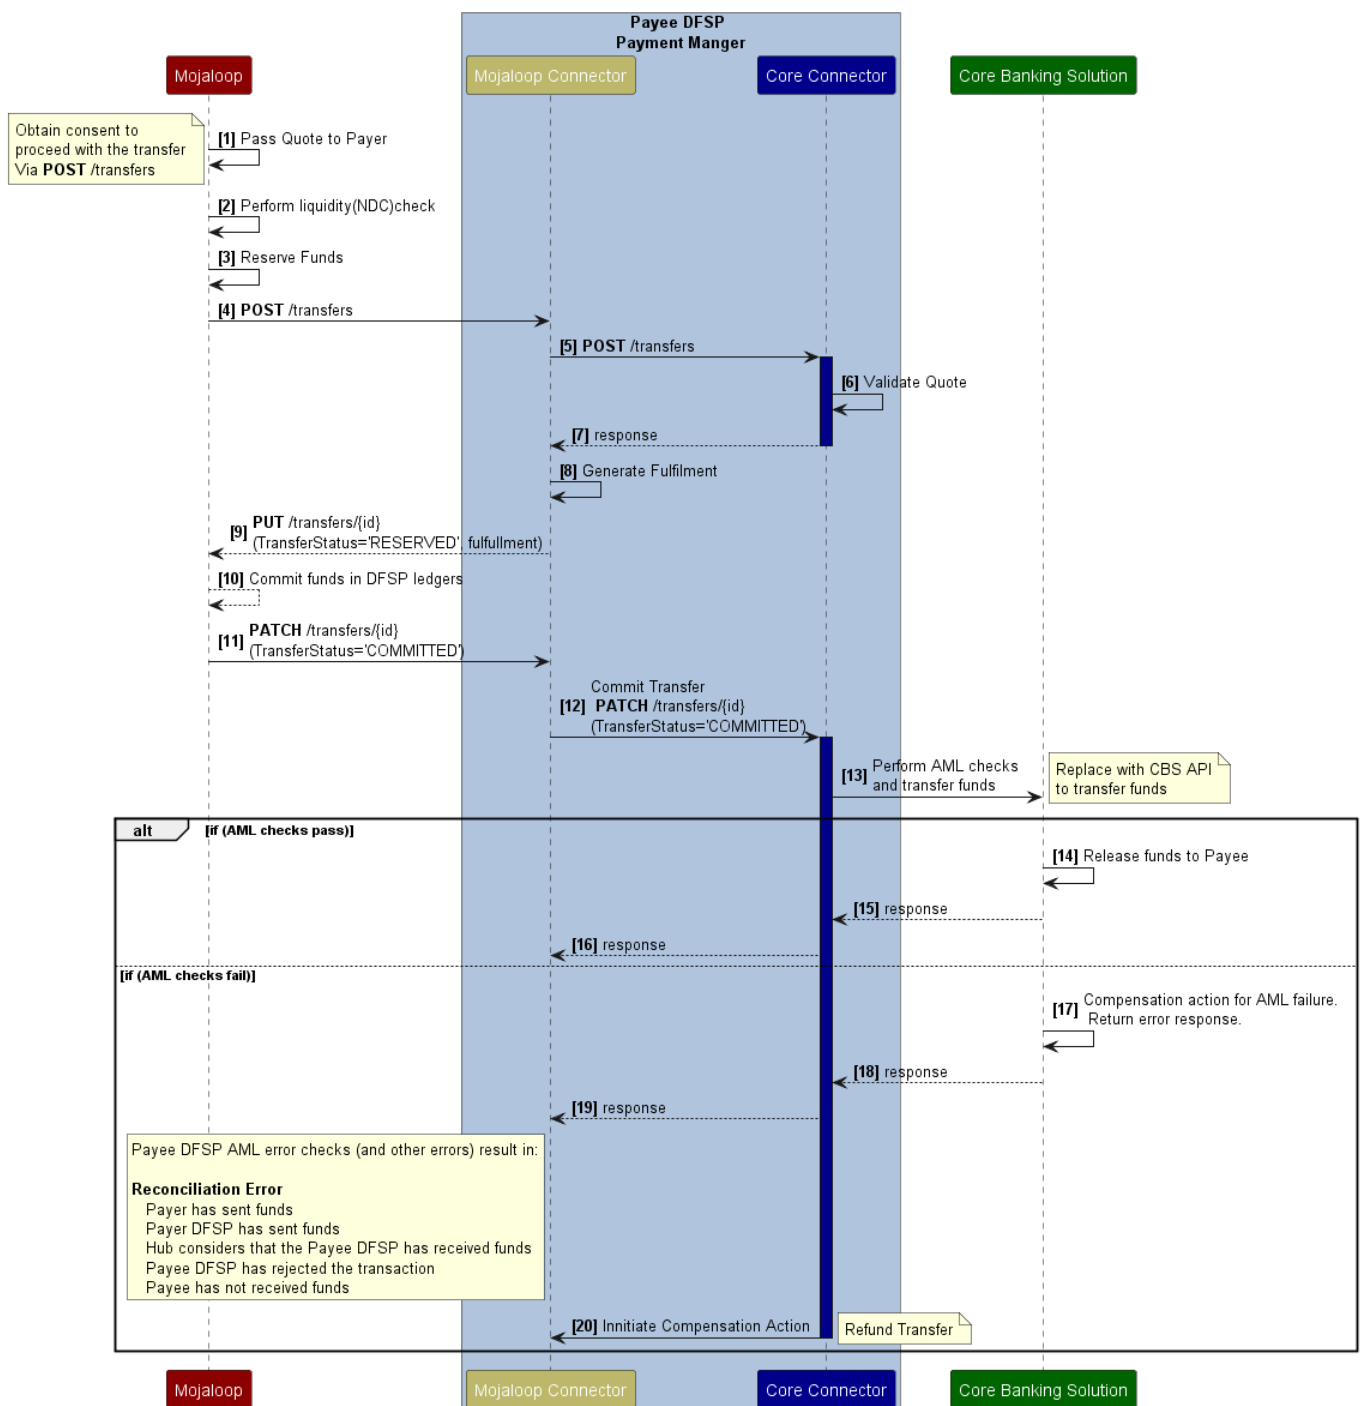 Payee DFSP
Payment Manger
Mojaloop
Mojaloop Connector
Core Connector
Core Banking Solution
Obtain consent to
proceed with the transfer
Via POST /transfers
[1] Pass Quote to Payer
[2] Perform liquidity(NDC)check
[3] Reserve Funds
[4] POST /transfers
[5] POST /transfers
[6] Validate Quote
[7] response
[8] Generate Fulfilment
[9] PUT /transfers/{id}
(TransferStatus='RESERVED', fulfullment)
[10] Commit funds in DFSP ledgers
[11] PATCH /transfers/{id}
(TransferStatus='COMMITTED')
Commit Transfer
[12] PATCH /transfers/{id}
(TransferStatus='COMMITTED')
[13] Perform AML checks
and transfer funds
Replace with CBS API
to transfer funds
alt [if (AML checks pass)]
[14] Release funds to Payee
[15] response
[16] response
[if (AML checks fail)]
[17] Compensation action for AML failure.
Return error response.
[18] response
[19] response
Payee DFSP AML error checks (and other errors) result in:
Reconciliation Error
Payer has sent funds
Payer DFSP has sent funds
Hub considers that the Payee DFSP has received funds
Payee DFSP has rejected the transaction
Payee has not received funds
[20] Innitiate Compensation Action
Refund Transfer
Mojaloop
Mojaloop Connector
Core Connector
Core Banking Solution